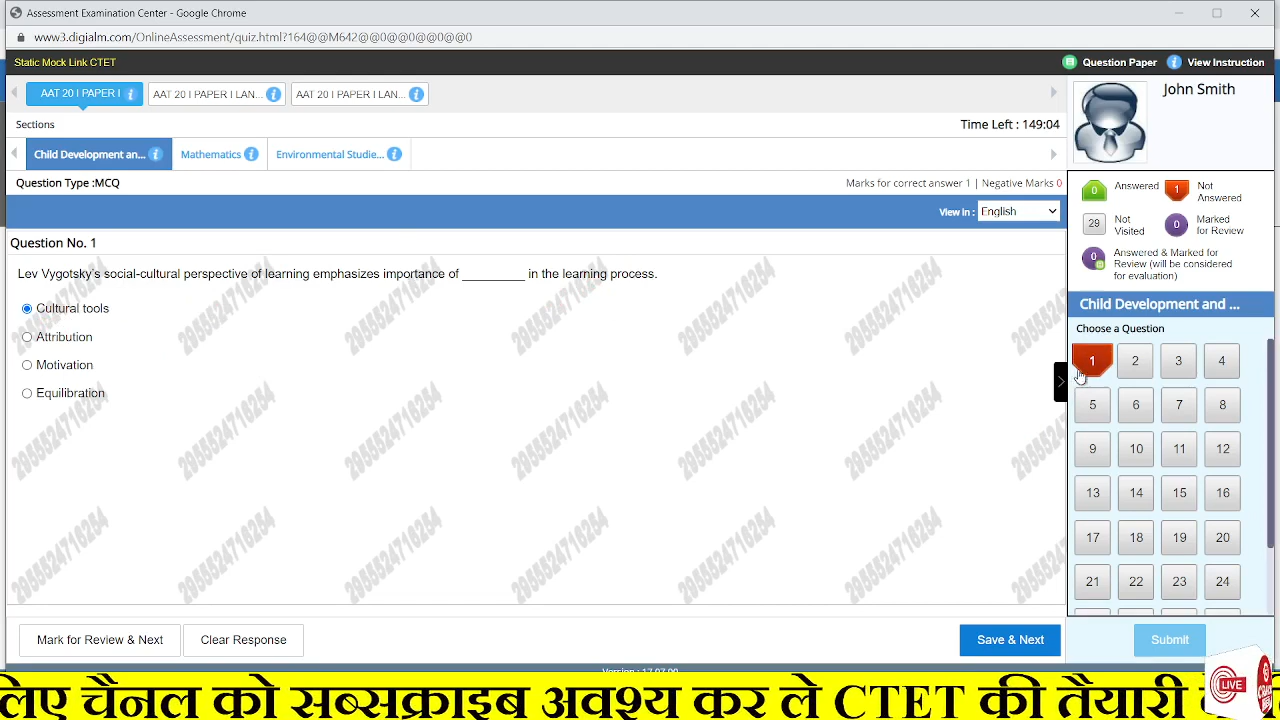 Assessment Examination Center - Google Chrome
www3.digialm.com/OnlineAssessment/quiz.html?164@@M642@@0@@0@@0@@0
Static Mock Link CTET
Question Paper
View Instruction
AAT 20 I PAPER I
AAT 20 I PAPER I LAN...
AAT 20 I PAPER I LAN...
John Smith
Sections
Time Left : 149:04
Child Development an...
Mathematics
Environmental Studie...
Question Type :MCQ
Marks for correct answer 1 | Negative Marks 0
View in :
English
0 Answered
1 Not Answered
29 Not Visited
0 Marked for Review
0 Answered & Marked for Review (will be considered for evaluation)
Question No. 1
Lev Vygotsky's social-cultural perspective of learning emphasizes importance of __________ in the learning process.
Cultural tools
Attribution
Motivation
Equilibration
2055524716254
Child Development and ...
Choose a Question
1 2 3 4
5 6 7 8
9 10 11 12
13 14 15 16
17 18 19 20
21 22 23 24
Mark for Review & Next
Clear Response
Save & Next
Submit
Version : 17.07.00
लिए चैनल को सब्सक्राइब अवश्य कर ले CTET की तैयारी
LIVE